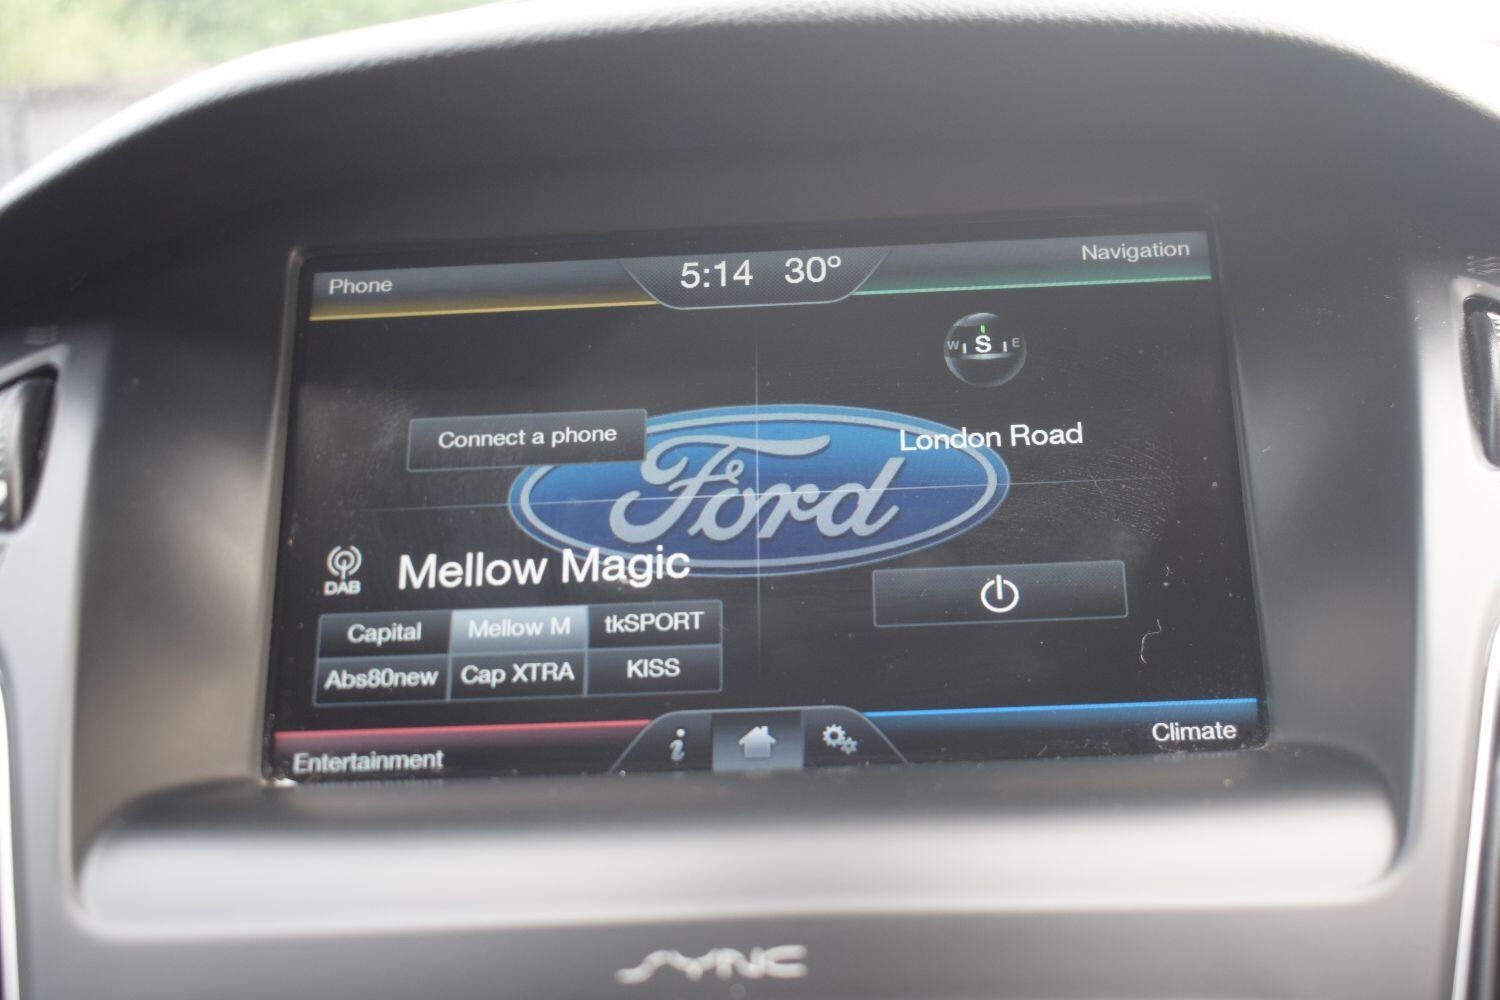 Phone
5:14 30º
Navigation
W S E
Connect a phone
London Road
Ford
DAB
Mellow Magic
Capital
Mellow M
tkSPORT
Abs80new
Cap XTRA
KISS
Entertainment
i
Climate
SYNC